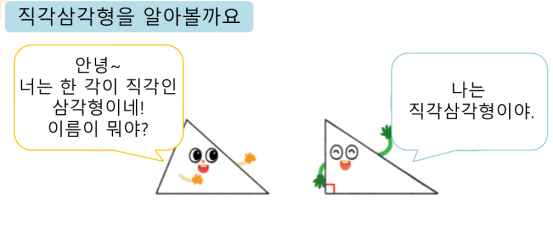 직각삼각형을 알아볼까요
안녕~
너는 한 각이 직각인
삼각형이네!
이름이 뭐야?
나는
직각삼각형이야.